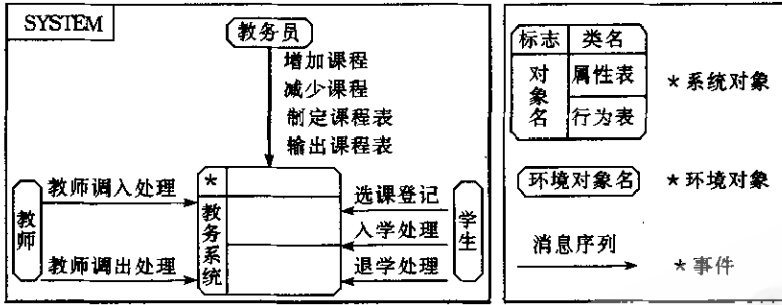 SYSTEM
教务员
增加课程
减少课程
制定课程表
输出课程表
教师
教师调入处理
教师调出处理
*
教务系统
选课登记
入学处理
退学处理
学生
标志 类名
对象名
属性表
行为表
*系统对象
环境对象名 *环境对象
消息序列
*事件